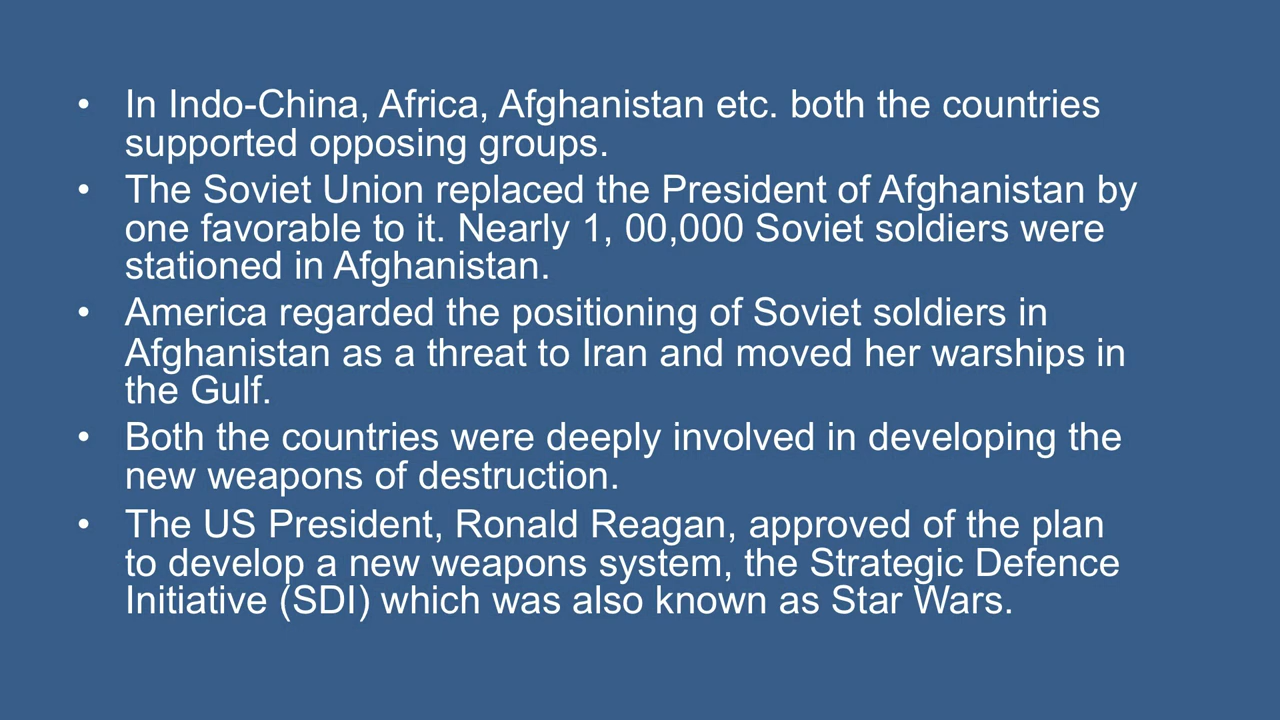 • In Indo-China, Africa, Afghanistan etc. both the countries
supported opposing groups.
• The Soviet Union replaced the President of Afghanistan by
one favorable to it. Nearly 1, 00,000 Soviet soldiers were
stationed in Afghanistan.
• America regarded the positioning of Soviet soldiers in
Afghanistan as a threat to Iran and moved her warships in
the Gulf.
• Both the countries were deeply involved in developing the
new weapons of destruction.
• The US President, Ronald Reagan, approved of the plan
to develop a new weapons system, the Strategic Defence
Initiative (SDI) which was also known as Star Wars.